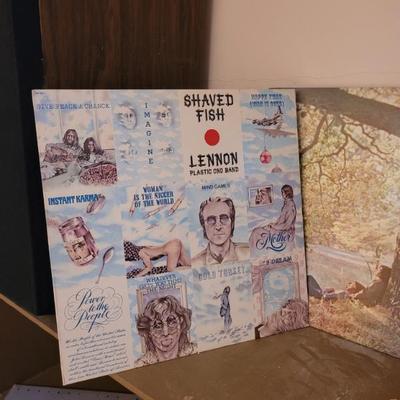 GIVE PEACE A CHANCE
IMAGINE
SHAVED
FISH
LENNON
PLASTIC ONO BAND
HAPPY XMAS
(WAR IS OVER)
INSTANT KARMA!
WOMAN
IS THE NIGGER
OF THE WORLD
MIND GAMES
Mother
Power
to the
People
WHATEVER
GETS YOU THRU
THE NIGHT
COLD TURKEY
DREAM